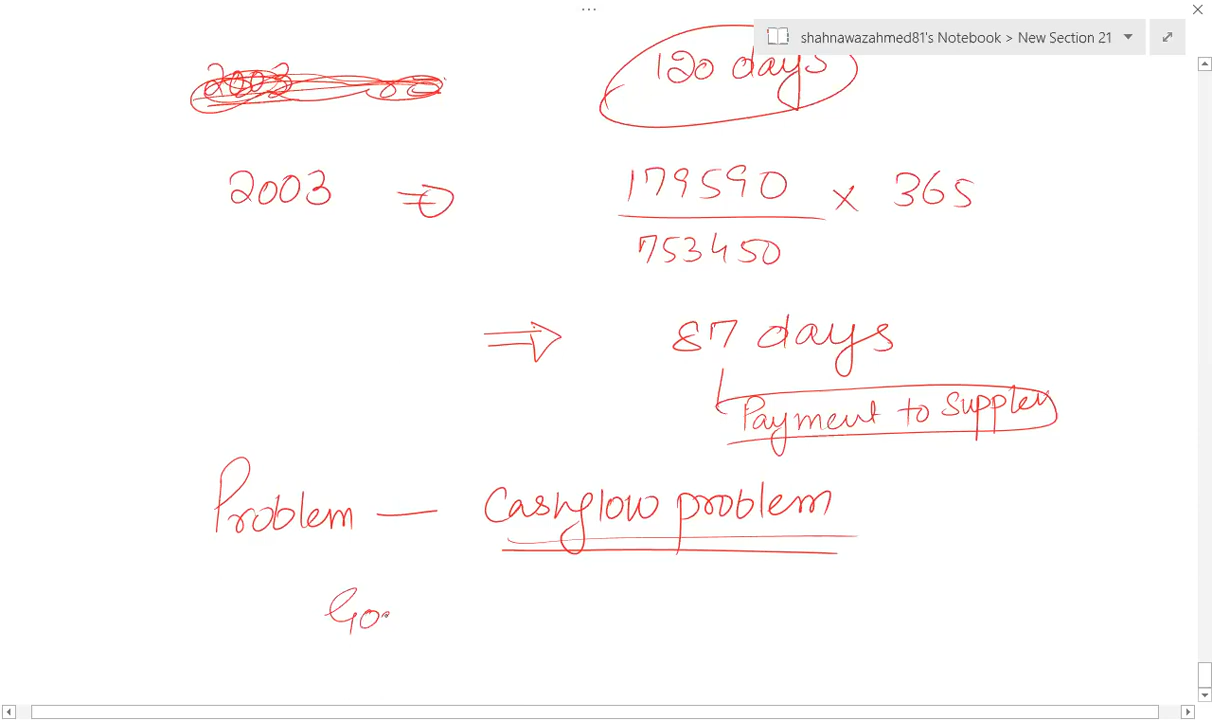 shahnawazahmed81's Notebook > New Section 21
120 days
2003
179590
753450
× 365
⇒ 87 days
Payment to Supplier
Problem — Cashflow problem